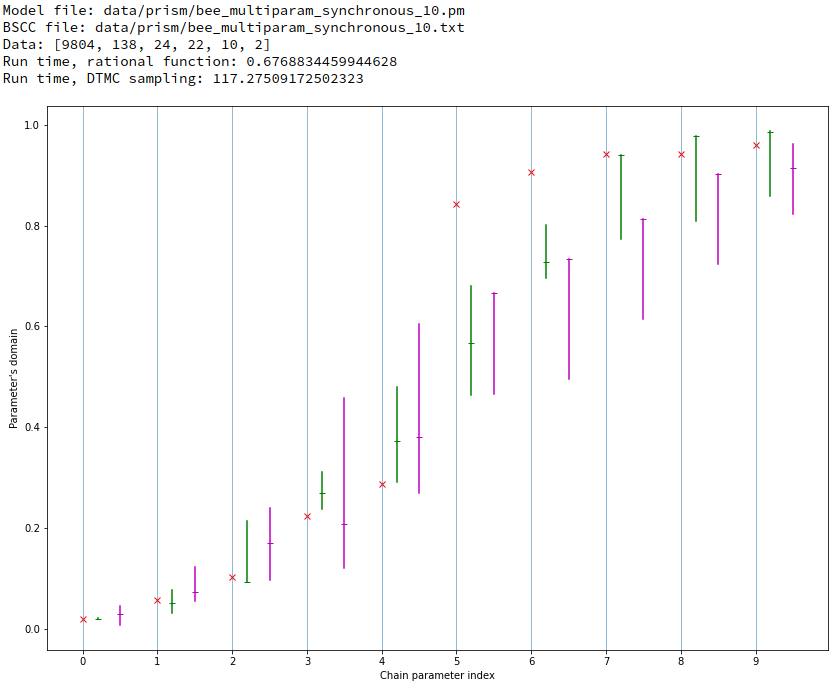 Model file: data/prism/bee_multiparam_synchronous_10.pm
BSCC file: data/prism/bee_multiparam_synchronous_10.txt
Data: [9804, 138, 24, 22, 10, 2]
Run time, rational function: 0.6768834459944628
Run time, DTMC sampling: 117.27509172502323
1.0
0.8
0.6
0.4
0.2
0.0
Parameter's domain
0 1 2 3 4 5 6 7 8 9
Chain parameter index